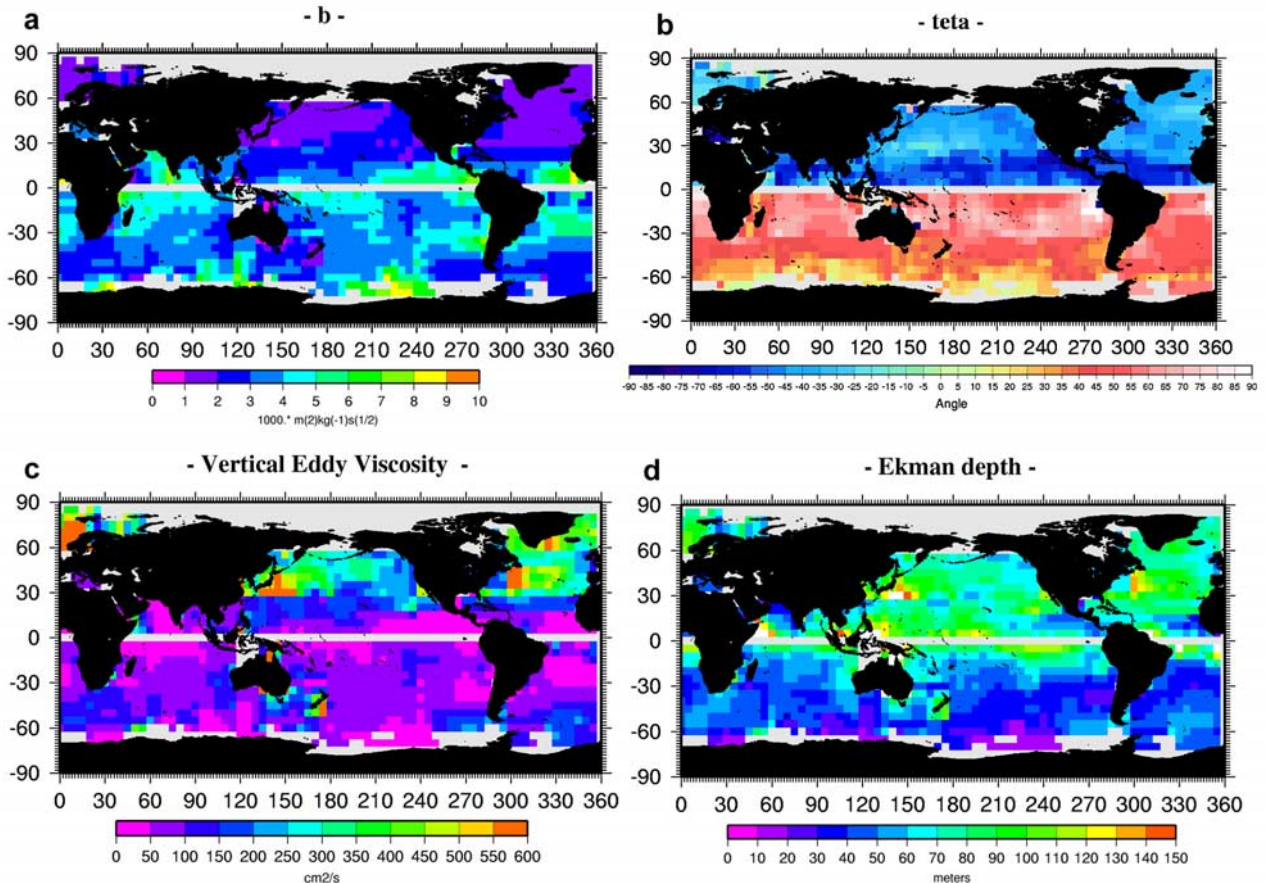 a
- b -
90
60
30
0
-30
-60
-90
0 30 60 90 120 150 180 210 240 270 300 330 360
0 1 2 3 4 5 6 7 8 9 10
1000.* m(2)kg(-1)s(1/2)
b
- teta -
90
60
30
0
-30
-60
-90
0 30 60 90 120 150 180 210 240 270 300 330 360
-90 -85 -80 -75 -70 -65 -60 -55 -50 -45 -40 -35 -30 -25 -20 -15 -10 -5 0 5 10 15 20 25 30 35 40 45 50 55 60 65 70 75 80 85 90
Angle
c
- Vertical Eddy Viscosity -
90
60
30
0
-30
-60
-90
0 30 60 90 120 150 180 210 240 270 300 330 360
0 50 100 150 200 250 300 350 400 450 500 550 600
cm2/s
d
- Ekman depth -
90
60
30
0
-30
-60
-90
0 30 60 90 120 150 180 210 240 270 300 330 360
0 10 20 30 40 50 60 70 80 90 100 110 120 130 140 150
meters